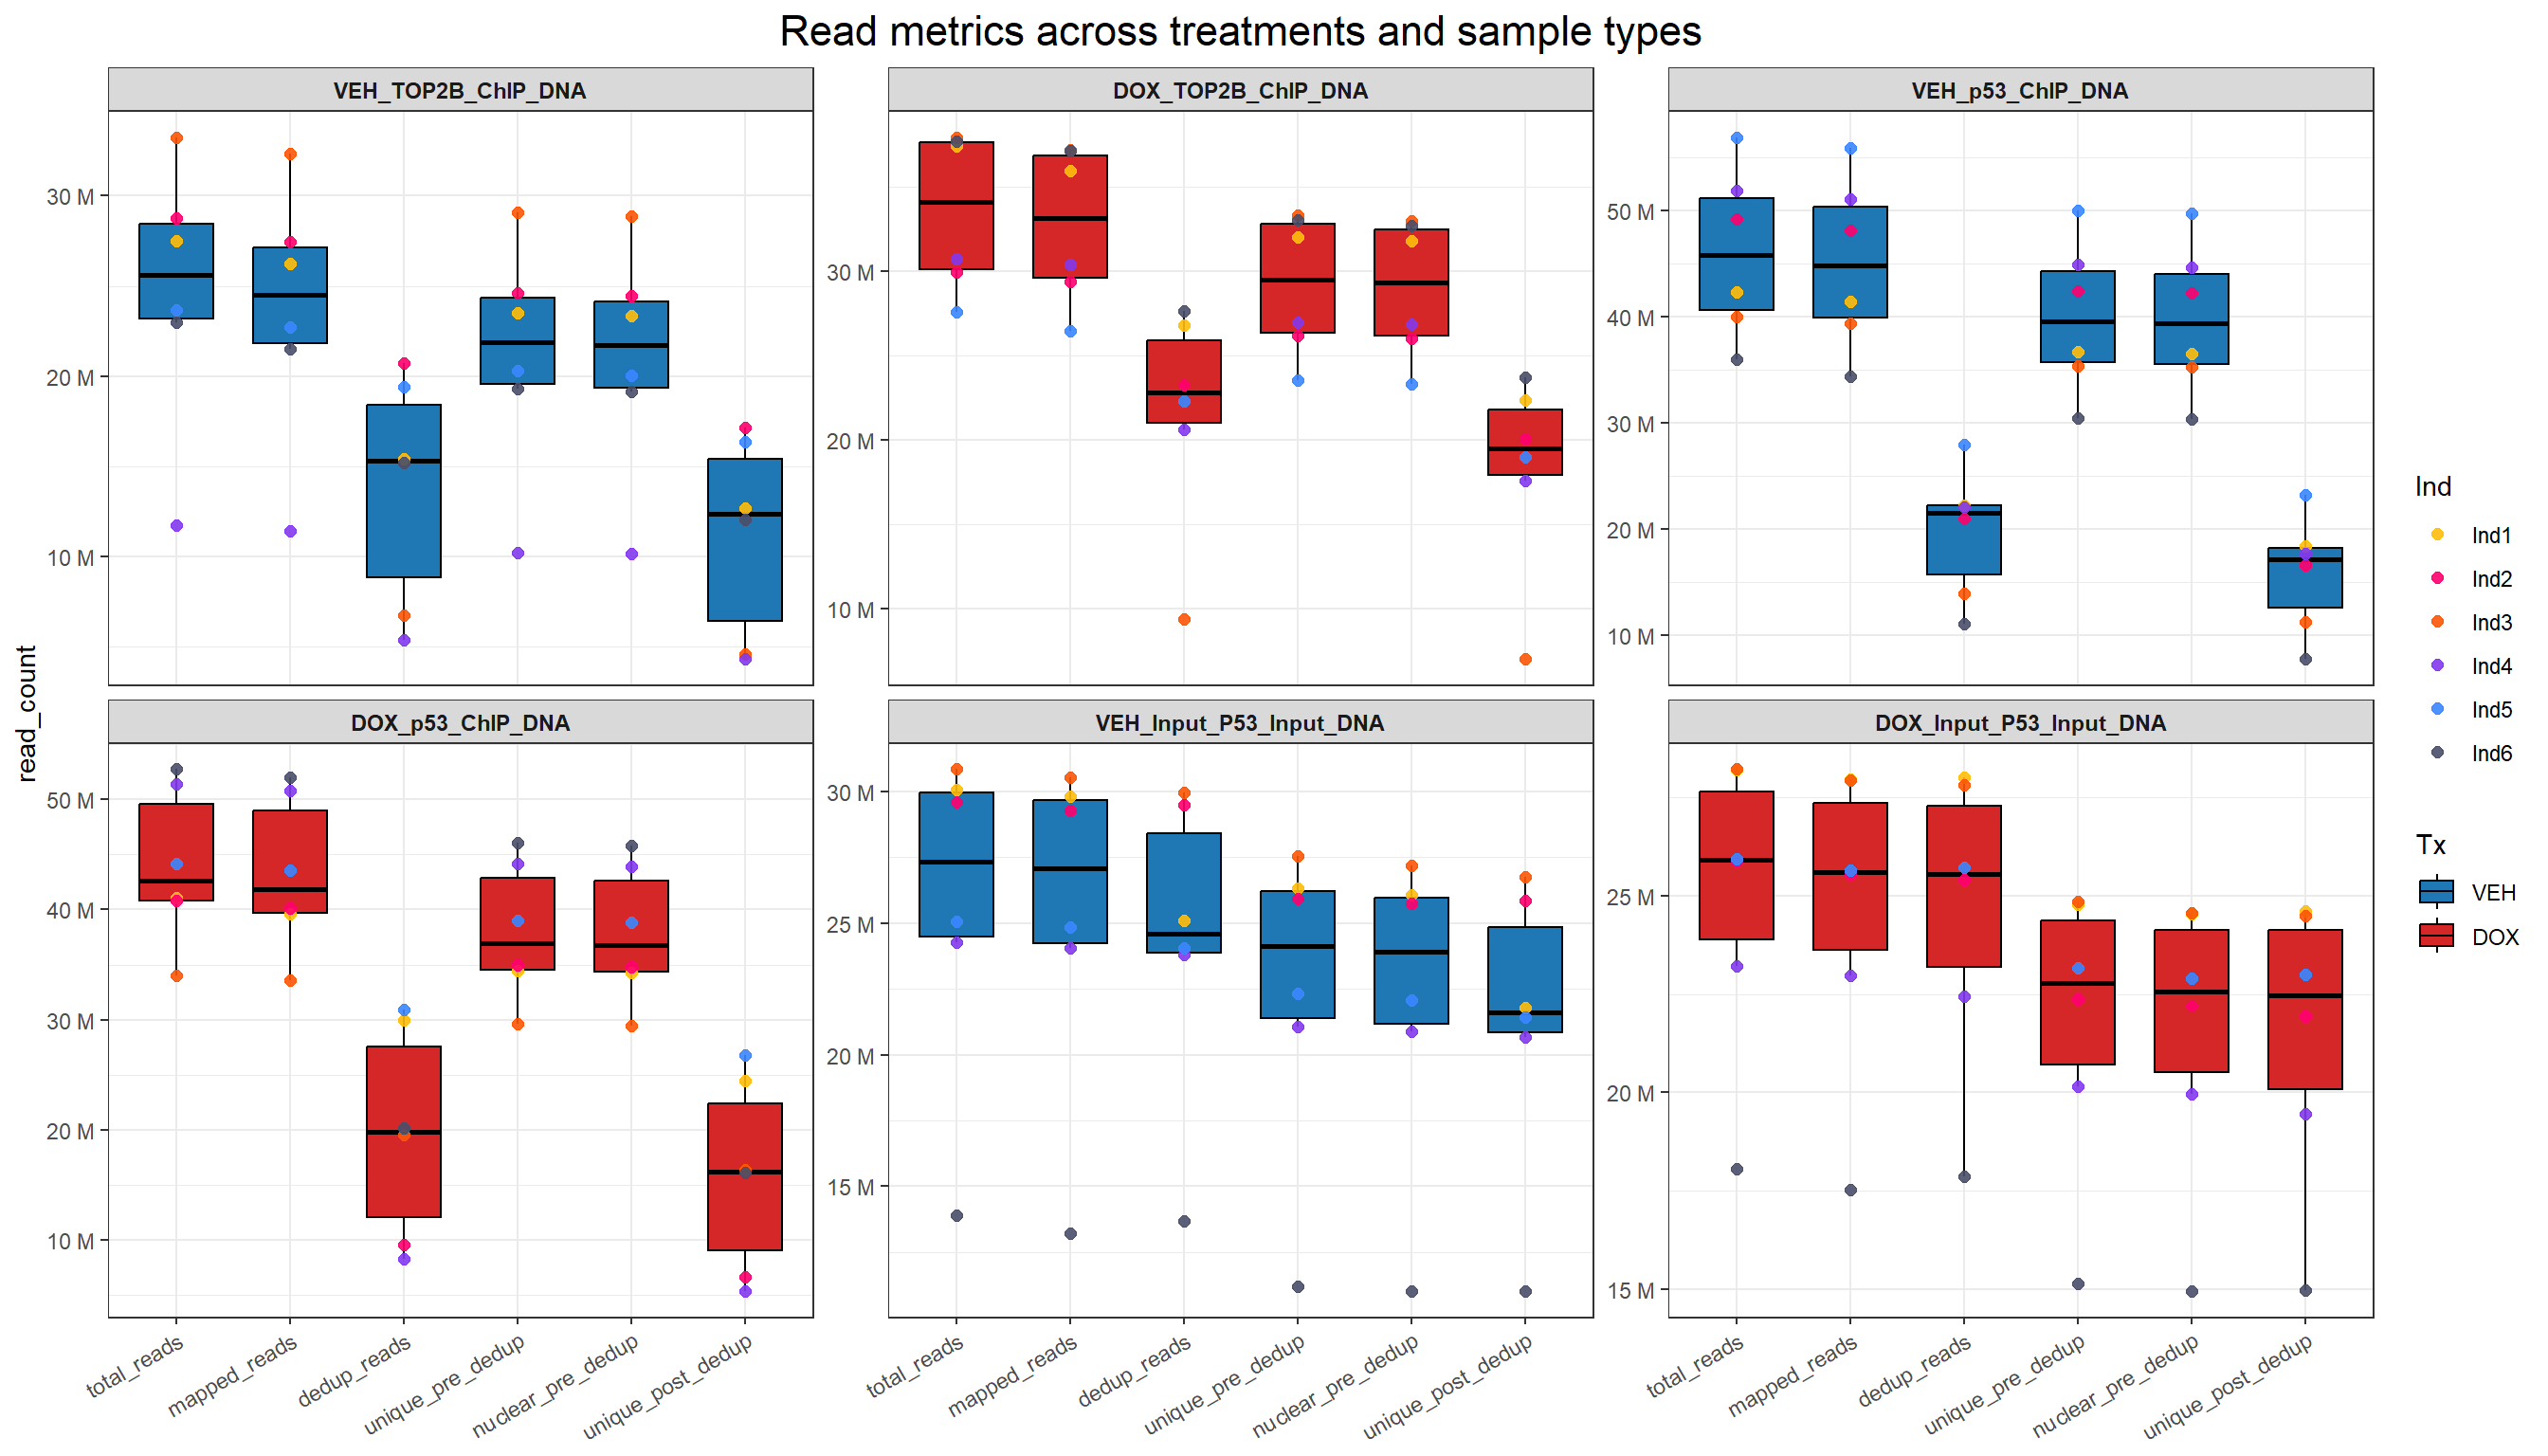 Read metrics across treatments and sample types
VEH_TOP2B_ChIP_DNA
DOX_TOP2B_ChIP_DNA
VEH_p53_ChIP_DNA
30 M
20 M
10 M
30 M
20 M
10 M
50 M
40 M
30 M
20 M
10 M
DOX_p53_ChIP_DNA
VEH_Input_P53_Input_DNA
DOX_Input_P53_Input_DNA
50 M
40 M
30 M
20 M
10 M
30 M
25 M
20 M
15 M
25 M
20 M
15 M
read_count
total_reads
mapped_reads
dedup_reads
unique_pre_dedup
nuclear_pre_dedup
unique_post_dedup
total_reads
mapped_reads
dedup_reads
unique_pre_dedup
nuclear_pre_dedup
unique_post_dedup
total_reads
mapped_reads
dedup_reads
unique_pre_dedup
nuclear_pre_dedup
unique_post_dedup
Ind
Ind1
Ind2
Ind3
Ind4
Ind5
Ind6
Tx
VEH
DOX